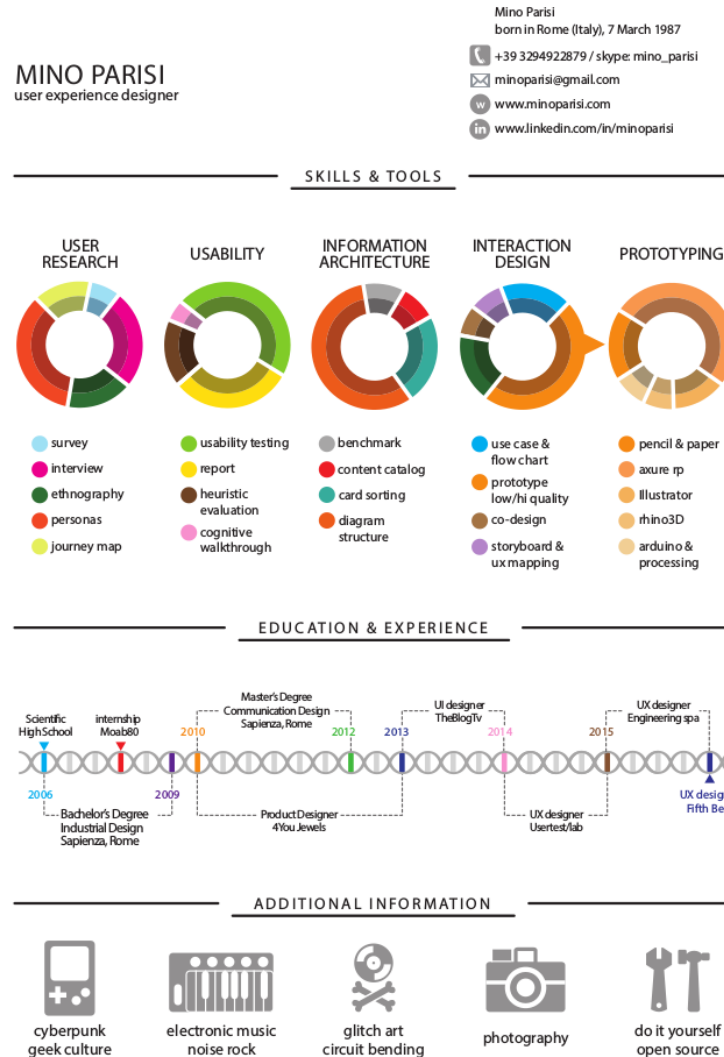 Mino Parisi
born in Rome (Italy), 7 March 1987
+39 3294922879 / skype: mino_parisi
minoparisi@gmail.com
w
www.minoparisi.com
in
www.linkedin.com/in/minoparisi
MINO PARISI
user experience designer
SKILLS & TOOLS
USER
RESEARCH
survey
interview
ethnography
personas
journey map
USABILITY
usability testing
report
heuristic
evaluation
cognitive
walkthrough
INFORMATION
ARCHITECTURE
benchmark
content catalog
card sorting
diagram
structure
INTERACTION
DESIGN
use case &
flow chart
prototype
low/hi quality
co-design
storyboard &
ux mapping
PROTOTYPING
pencil & paper
axure rp
Illustrator
rhino3D
arduino &
processing
EDUCATION & EXPERIENCE
Scientific
High School
2006
Bachelor's Degree
Industrial Design
Sapienza, Rome
internship
Moab80
2009
2010
Master's Degree
Communication Design
Sapienza, Rome
2012
Product Designer
4You Jewels
2013
UI designer
TheBlogTv
2014
UX designer
Usertest/lab
2015
UX designer
Engineering spa
UX desig
Fifth Be
ADDITIONAL INFORMATION
cyberpunk
geek culture
electronic music
noise rock
glitch art
circuit bending
photography
do it yourself
open source